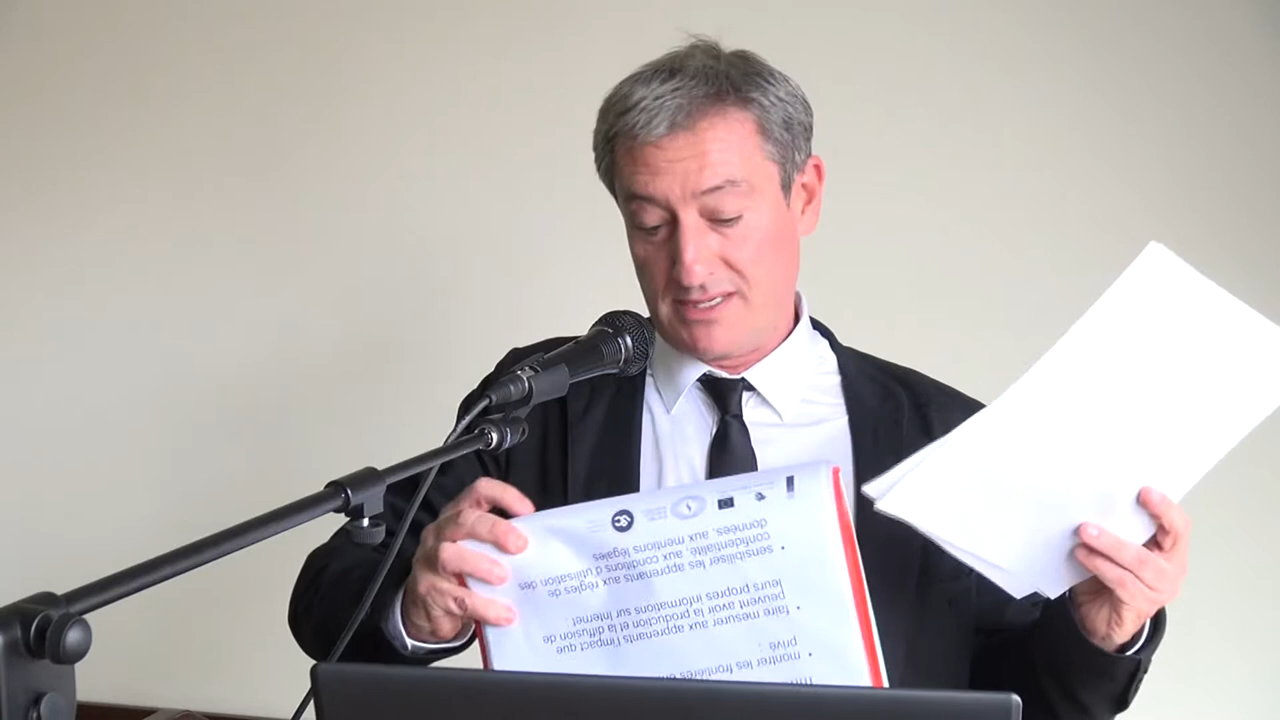 • montrer les frontières
privé ;
• faire mesurer aux apprenants l'impact que
peuvent avoir la production et la diffusion de
leurs propres informations sur Internet ;
• sensibiliser les apprenants aux règles de
confidentialité, aux conditions d'utilisation des
données, aux mentions légales